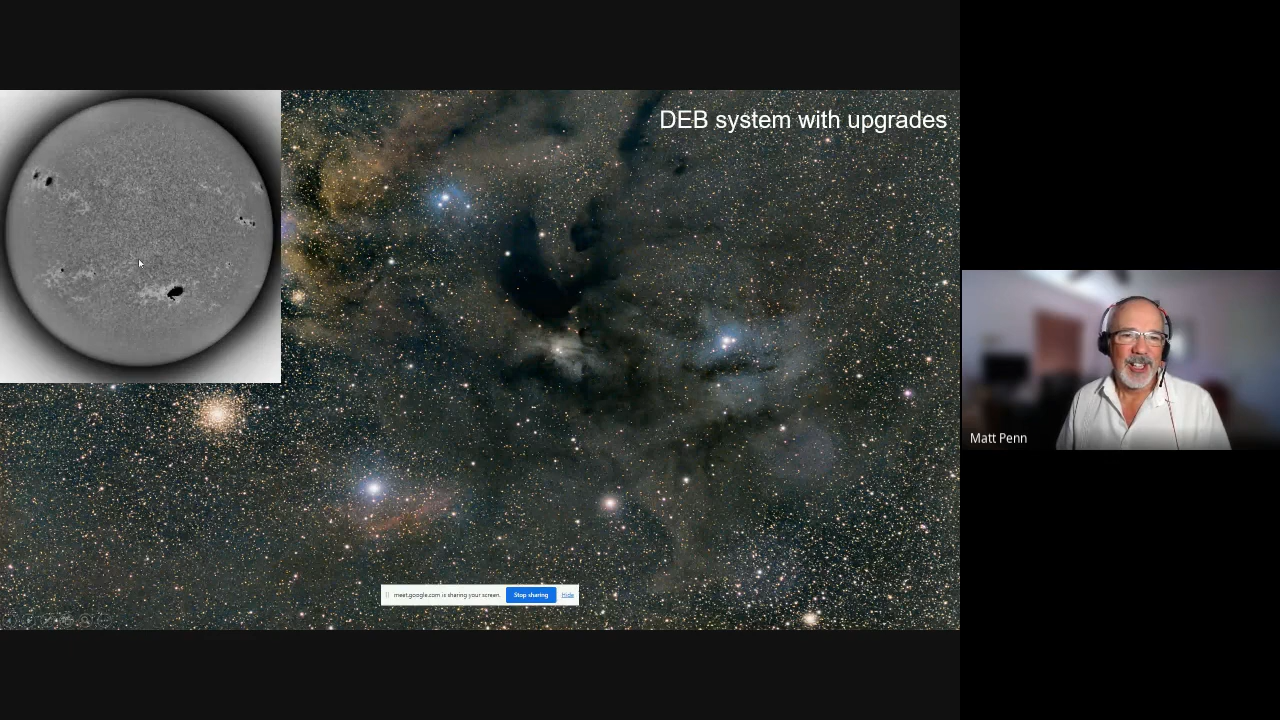 DEB system with upgrades
meet.google.com is sharing your screen.
Stop sharing
Hide
Matt Penn